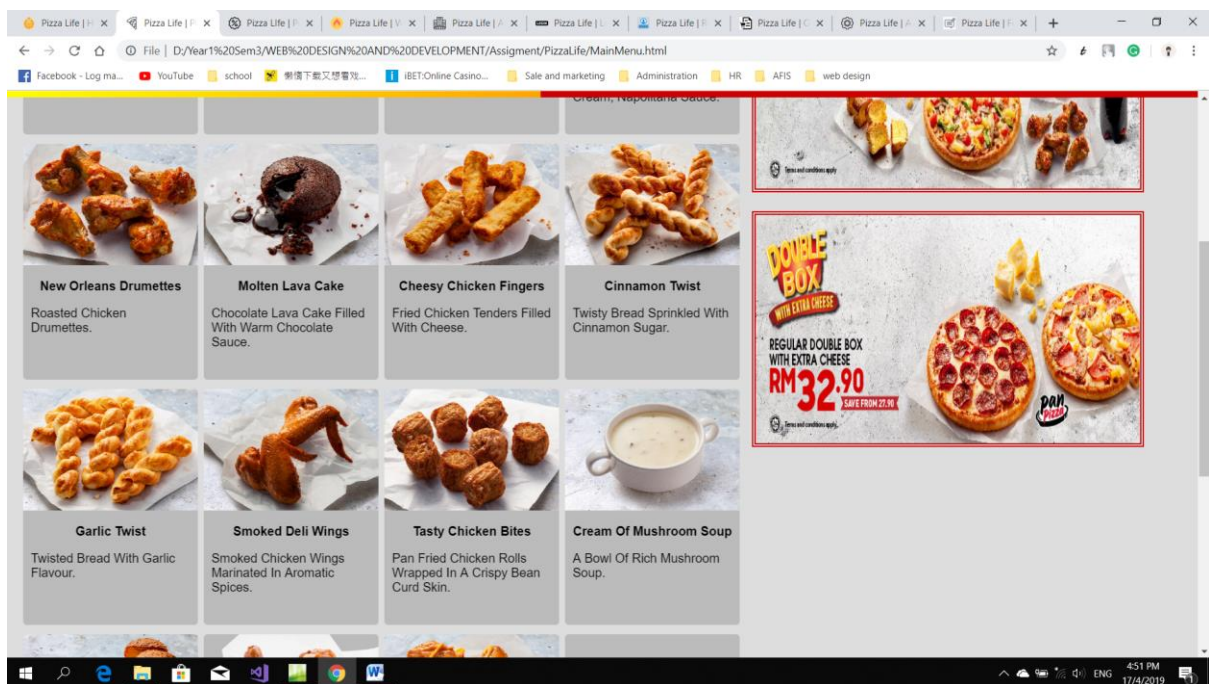 Pizza Life | H
Pizza Life | P
Pizza Life | P
Pizza Life | V
Pizza Life | A
Pizza Life | L
Pizza Life | R
Pizza Life | C
Pizza Life | A
Pizza Life | F
File | D:/Year1%20Sem3/WEB%20DESIGN%20AND%20DEVELOPMENT/Assigment/PizzaLife/MainMenu.html
Facebook - Log ma...
YouTube
school
iBET:Online Casino...
Sale and marketing
Administration
HR
AFIS
web design
Cream, Napolitana Sauce.
Terms and conditions apply
New Orleans Drumettes
Roasted Chicken
Drumettes.
Molten Lava Cake
Chocolate Lava Cake Filled
With Warm Chocolate
Sauce.
Cheesy Chicken Fingers
Fried Chicken Tenders Filled
With Cheese.
Cinnamon Twist
Twisty Bread Sprinkled With
Cinnamon Sugar.
DOUBLE
BOX
WITH EXTRA CHEESE
REGULAR DOUBLE BOX
WITH EXTRA CHEESE
RM32.90
SAVE FROM 27.90
Terms and conditions apply.
Pan
Pizza
Garlic Twist
Twisted Bread With Garlic
Flavour.
Smoked Deli Wings
Smoked Chicken Wings
Marinated In Aromatic
Spices.
Tasty Chicken Bites
Pan Fried Chicken Rolls
Wrapped In A Crispy Bean
Curd Skin.
Cream Of Mushroom Soup
A Bowl Of Rich Mushroom
Soup.
ENG
4:51 PM
17/4/2019